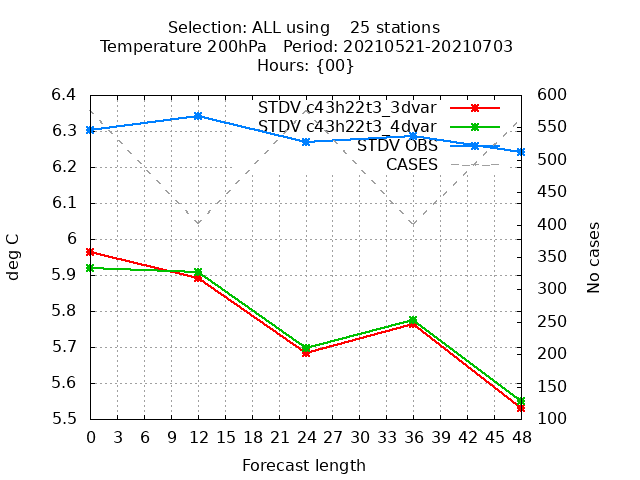 Selection: ALL using    25 stations
Temperature 200hPa   Period: 20210521-20210703
Hours: {00}
STDV c43h22t3_3dvar
STDV c43h22t3_4dvar
STDV OBS
CASES
6.4
6.3
6.2
6.1
6
5.9
5.8
5.7
5.6
5.5
deg C
600
550
500
450
400
350
300
250
200
150
100
No cases
0 3 6 9 12 15 18 21 24 27 30 33 36 39 42 45 48
Forecast length